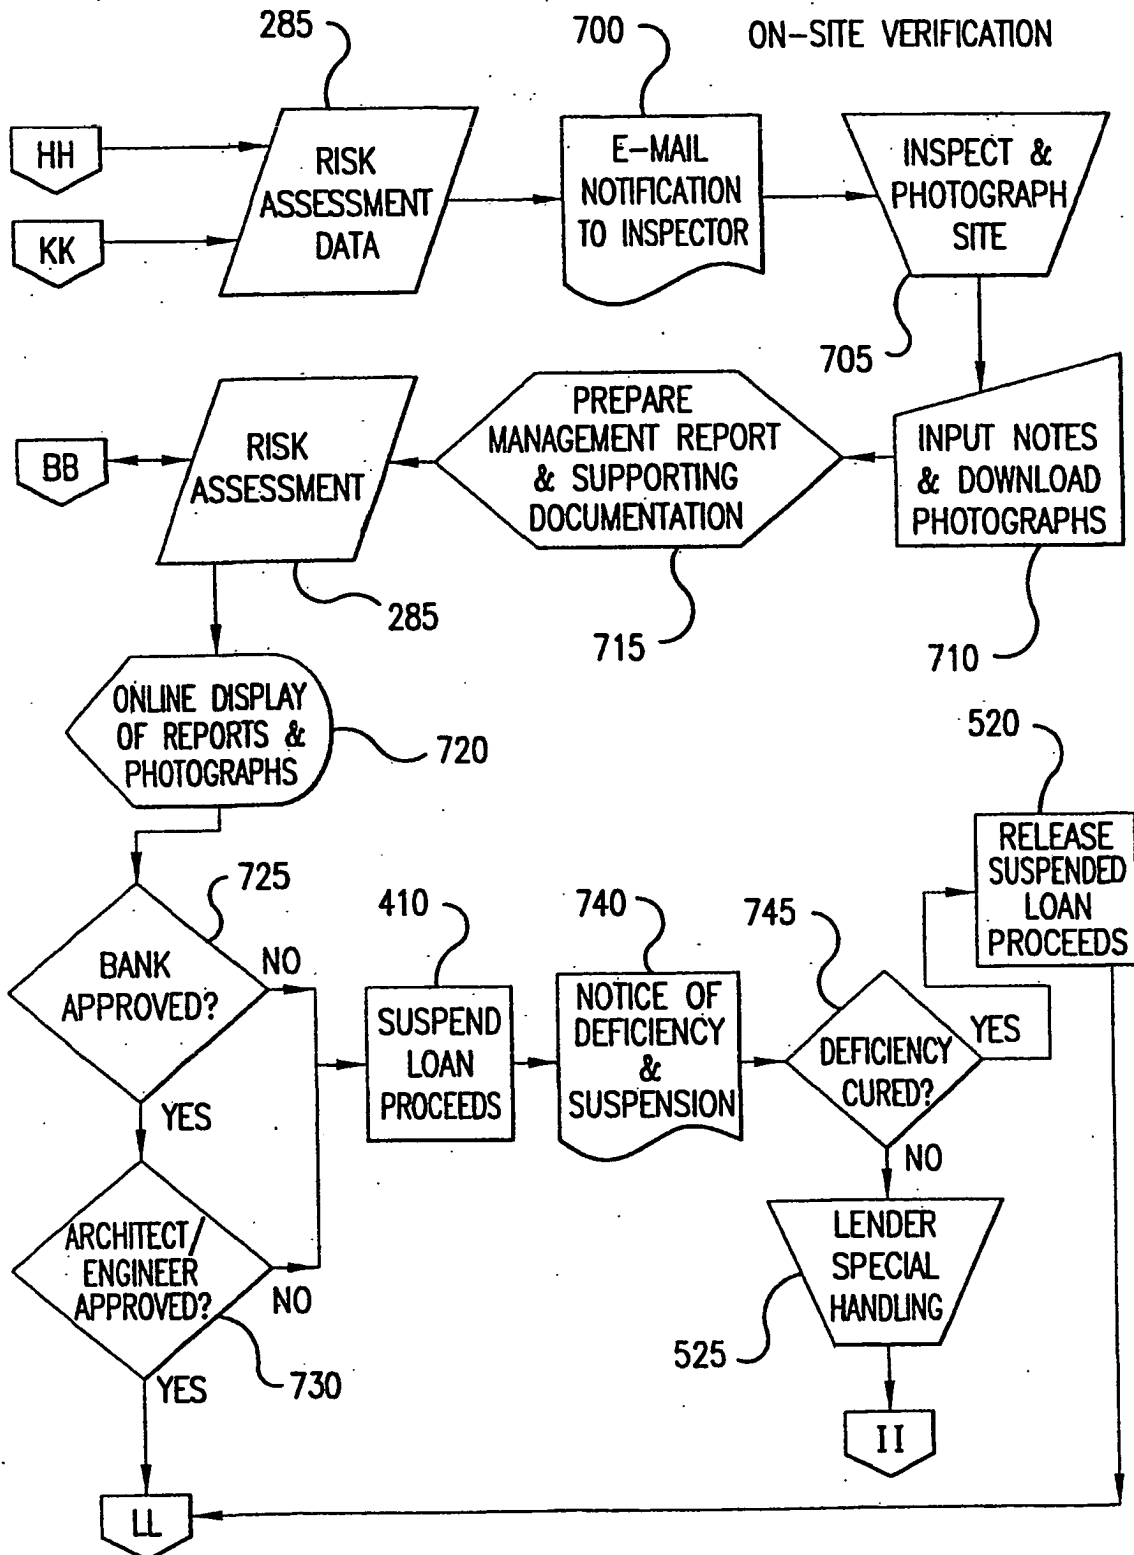 285
700
ON-SITE VERIFICATION
HH
KK
RISK
ASSESSMENT
DATA
E-MAIL
NOTIFICATION
TO INSPECTOR
INSPECT &
PHOTOGRAPH
SITE
705
BB
RISK
ASSESSMENT
285
PREPARE
MANAGEMENT REPORT
& SUPPORTING
DOCUMENTATION
715
INPUT NOTES
& DOWNLOAD
PHOTOGRAPHS
710
ONLINE DISPLAY
OF REPORTS &
PHOTOGRAPHS
720
520
RELEASE
SUSPENDED
LOAN
PROCEEDS
725
BANK
APPROVED?
NO
YES
410
SUSPEND
LOAN
PROCEEDS
740
NOTICE OF
DEFICIENCY
&
SUSPENSION
745
DEFICIENCY
CURED?
YES
NO
ARCHITECT/
ENGINEER
APPROVED?
NO
730
YES
LENDER
SPECIAL
HANDLING
525
II
LL